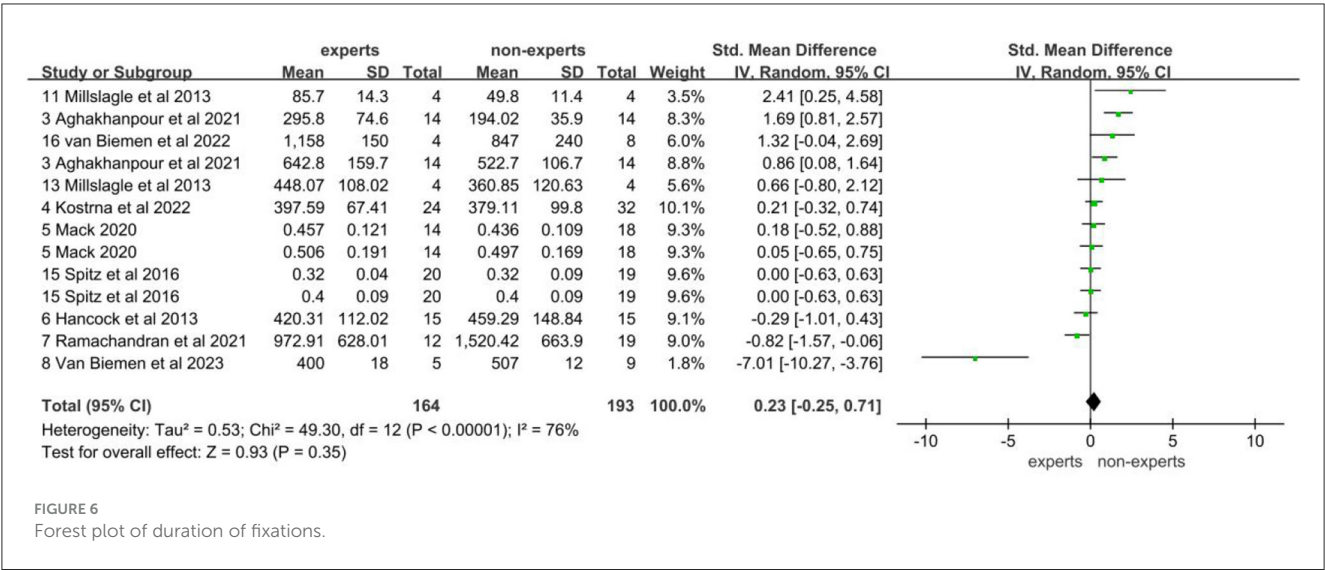 experts non-experts Std. Mean Difference Std. Mean Difference
Study or Subgroup Mean SD Total Mean SD Total Weight IV, Random, 95% CI IV, Random, 95% CI
11 Millslagle et al 2013 85.7 14.3 4 49.8 11.4 4 3.5% 2.41 [0.25, 4.58]
3 Aghakhanpour et al 2021 295.8 74.6 14 194.02 35.9 14 8.3% 1.69 [0.81, 2.57]
16 van Biemen et al 2022 1,158 150 4 847 240 8 6.0% 1.32 [-0.04, 2.69]
3 Aghakhanpour et al 2021 642.8 159.7 14 522.7 106.7 14 8.8% 0.86 [0.08, 1.64]
13 Millslagle et al 2013 448.07 108.02 4 360.85 120.63 4 5.6% 0.66 [-0.80, 2.12]
4 Kostrna et al 2022 397.59 67.41 24 379.11 99.8 32 10.1% 0.21 [-0.32, 0.74]
5 Mack 2020 0.457 0.121 14 0.436 0.109 18 9.3% 0.18 [-0.52, 0.88]
5 Mack 2020 0.506 0.191 14 0.497 0.169 18 9.3% 0.05 [-0.65, 0.75]
15 Spitz et al 2016 0.32 0.04 20 0.32 0.09 19 9.6% 0.00 [-0.63, 0.63]
15 Spitz et al 2016 0.4 0.09 20 0.4 0.09 19 9.6% 0.00 [-0.63, 0.63]
6 Hancock et al 2013 420.31 112.02 15 459.29 148.84 15 9.1% -0.29 [-1.01, 0.43]
7 Ramachandran et al 2021 972.91 628.01 12 1,520.42 663.9 19 9.0% -0.82 [-1.57, -0.06]
8 Van Biemen et al 2023 400 18 5 507 12 9 1.8% -7.01 [-10.27, -3.76]
Total (95% CI) 164 193 100.0% 0.23 [-0.25, 0.71]
Heterogeneity: Tau² = 0.53; Chi² = 49.30, df = 12 (P < 0.00001); I² = 76%
Test for overall effect: Z = 0.93 (P = 0.35)
-10 -5 0 5 10
experts non-experts
FIGURE 6
Forest plot of duration of fixations.